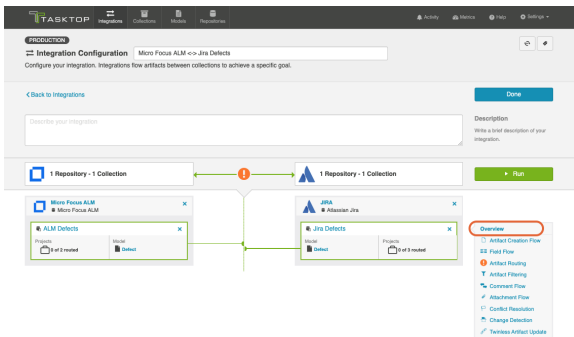 TASKTOP
Integrations
Collections
Models
Repositories
Activity
Metrics
Help
Settings
PRODUCTION
Integration Configuration
Micro Focus ALM <-> Jira Defects
Configure your integration. Integrations flow artifacts between collections to achieve a specific goal.
Back to Integrations
Done
Describe your integration
Description
Write a brief description of your
integration.
1 Repository - 1 Collection
1 Repository - 1 Collection
Run
Micro Focus ALM
Micro Focus ALM
JIRA
Atlassian Jira
ALM Defects
Projects
0 of 2 routed
Model
Defect
Jira Defects
Model
Defect
Projects
0 of 3 routed
Overview
Artifact Creation Flow
Field Flow
Artifact Routing
Artifact Filtering
Comment Flow
Attachment Flow
Conflict Resolution
Change Detection
Twinless Artifact Update